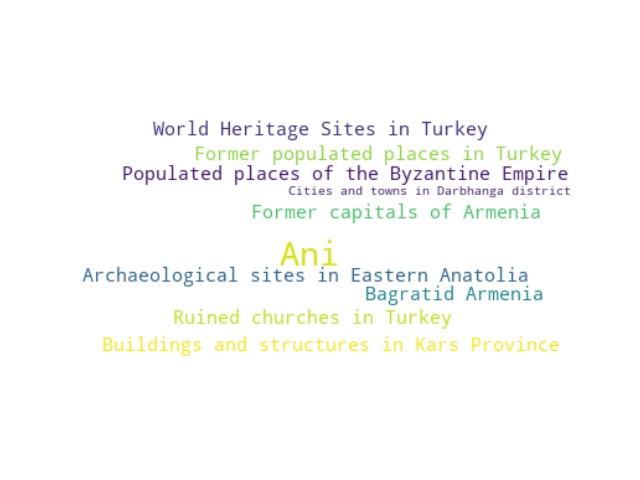 World Heritage Sites in Turkey
Former populated places in Turkey
Populated places of the Byzantine Empire
Cities and towns in Darbhanga district
Former capitals of Armenia
Ani
Archaeological sites in Eastern Anatolia
Bagratid Armenia
Ruined churches in Turkey
Buildings and structures in Kars Province